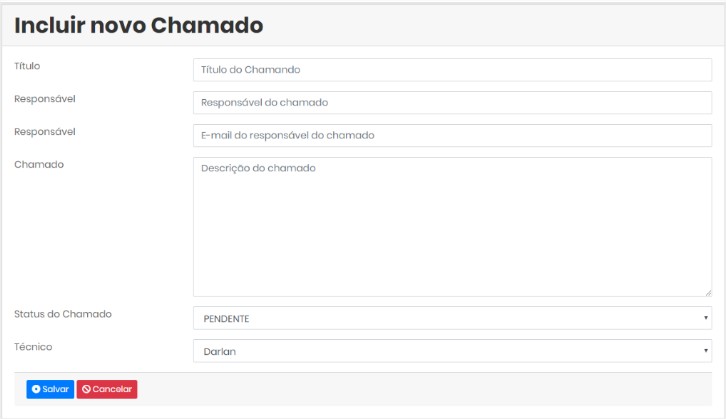 Incluir novo Chamado
Título
Título do Chamando
Responsável
Responsável do chamado
Responsável
E-mail do responsável do chamado
Chamado
Descrição do chamado
Status do Chamado
PENDENTE
Técnico
Darlan
Salvar
Cancelar